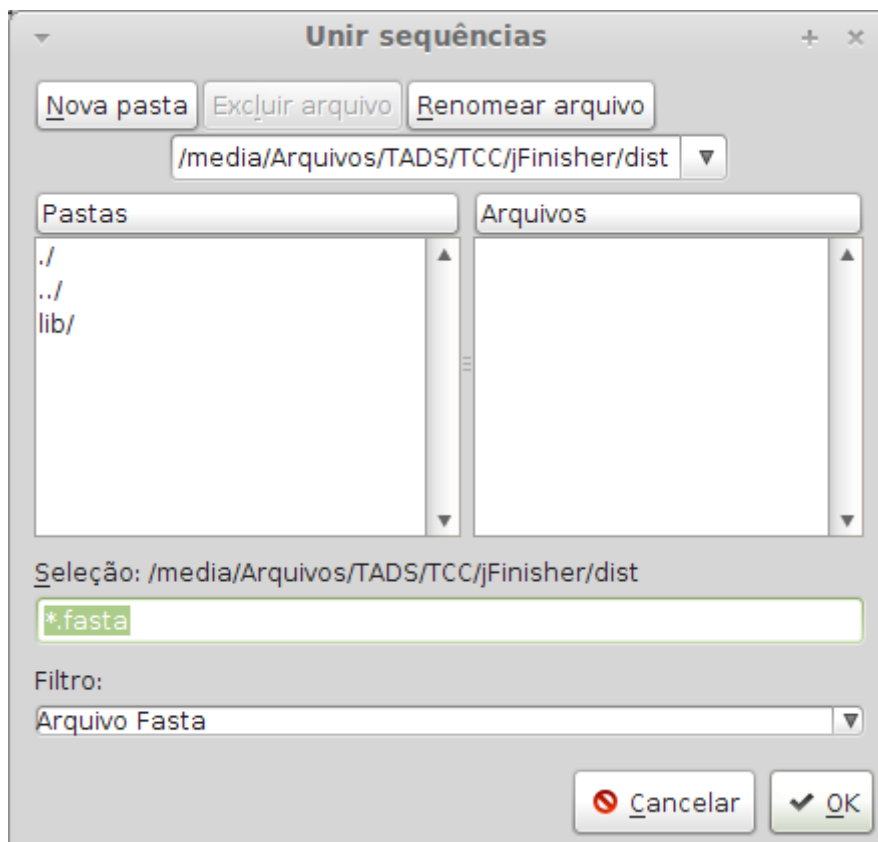 Unir sequências
Nova pasta Excluir arquivo Renomear arquivo
/media/Arquivos/TADS/TCC/jFinisher/dist
Pastas Arquivos
./
../
lib/
Seleção: /media/Arquivos/TADS/TCC/jFinisher/dist
*.fasta
Filtro:
Arquivo Fasta
Cancelar OK